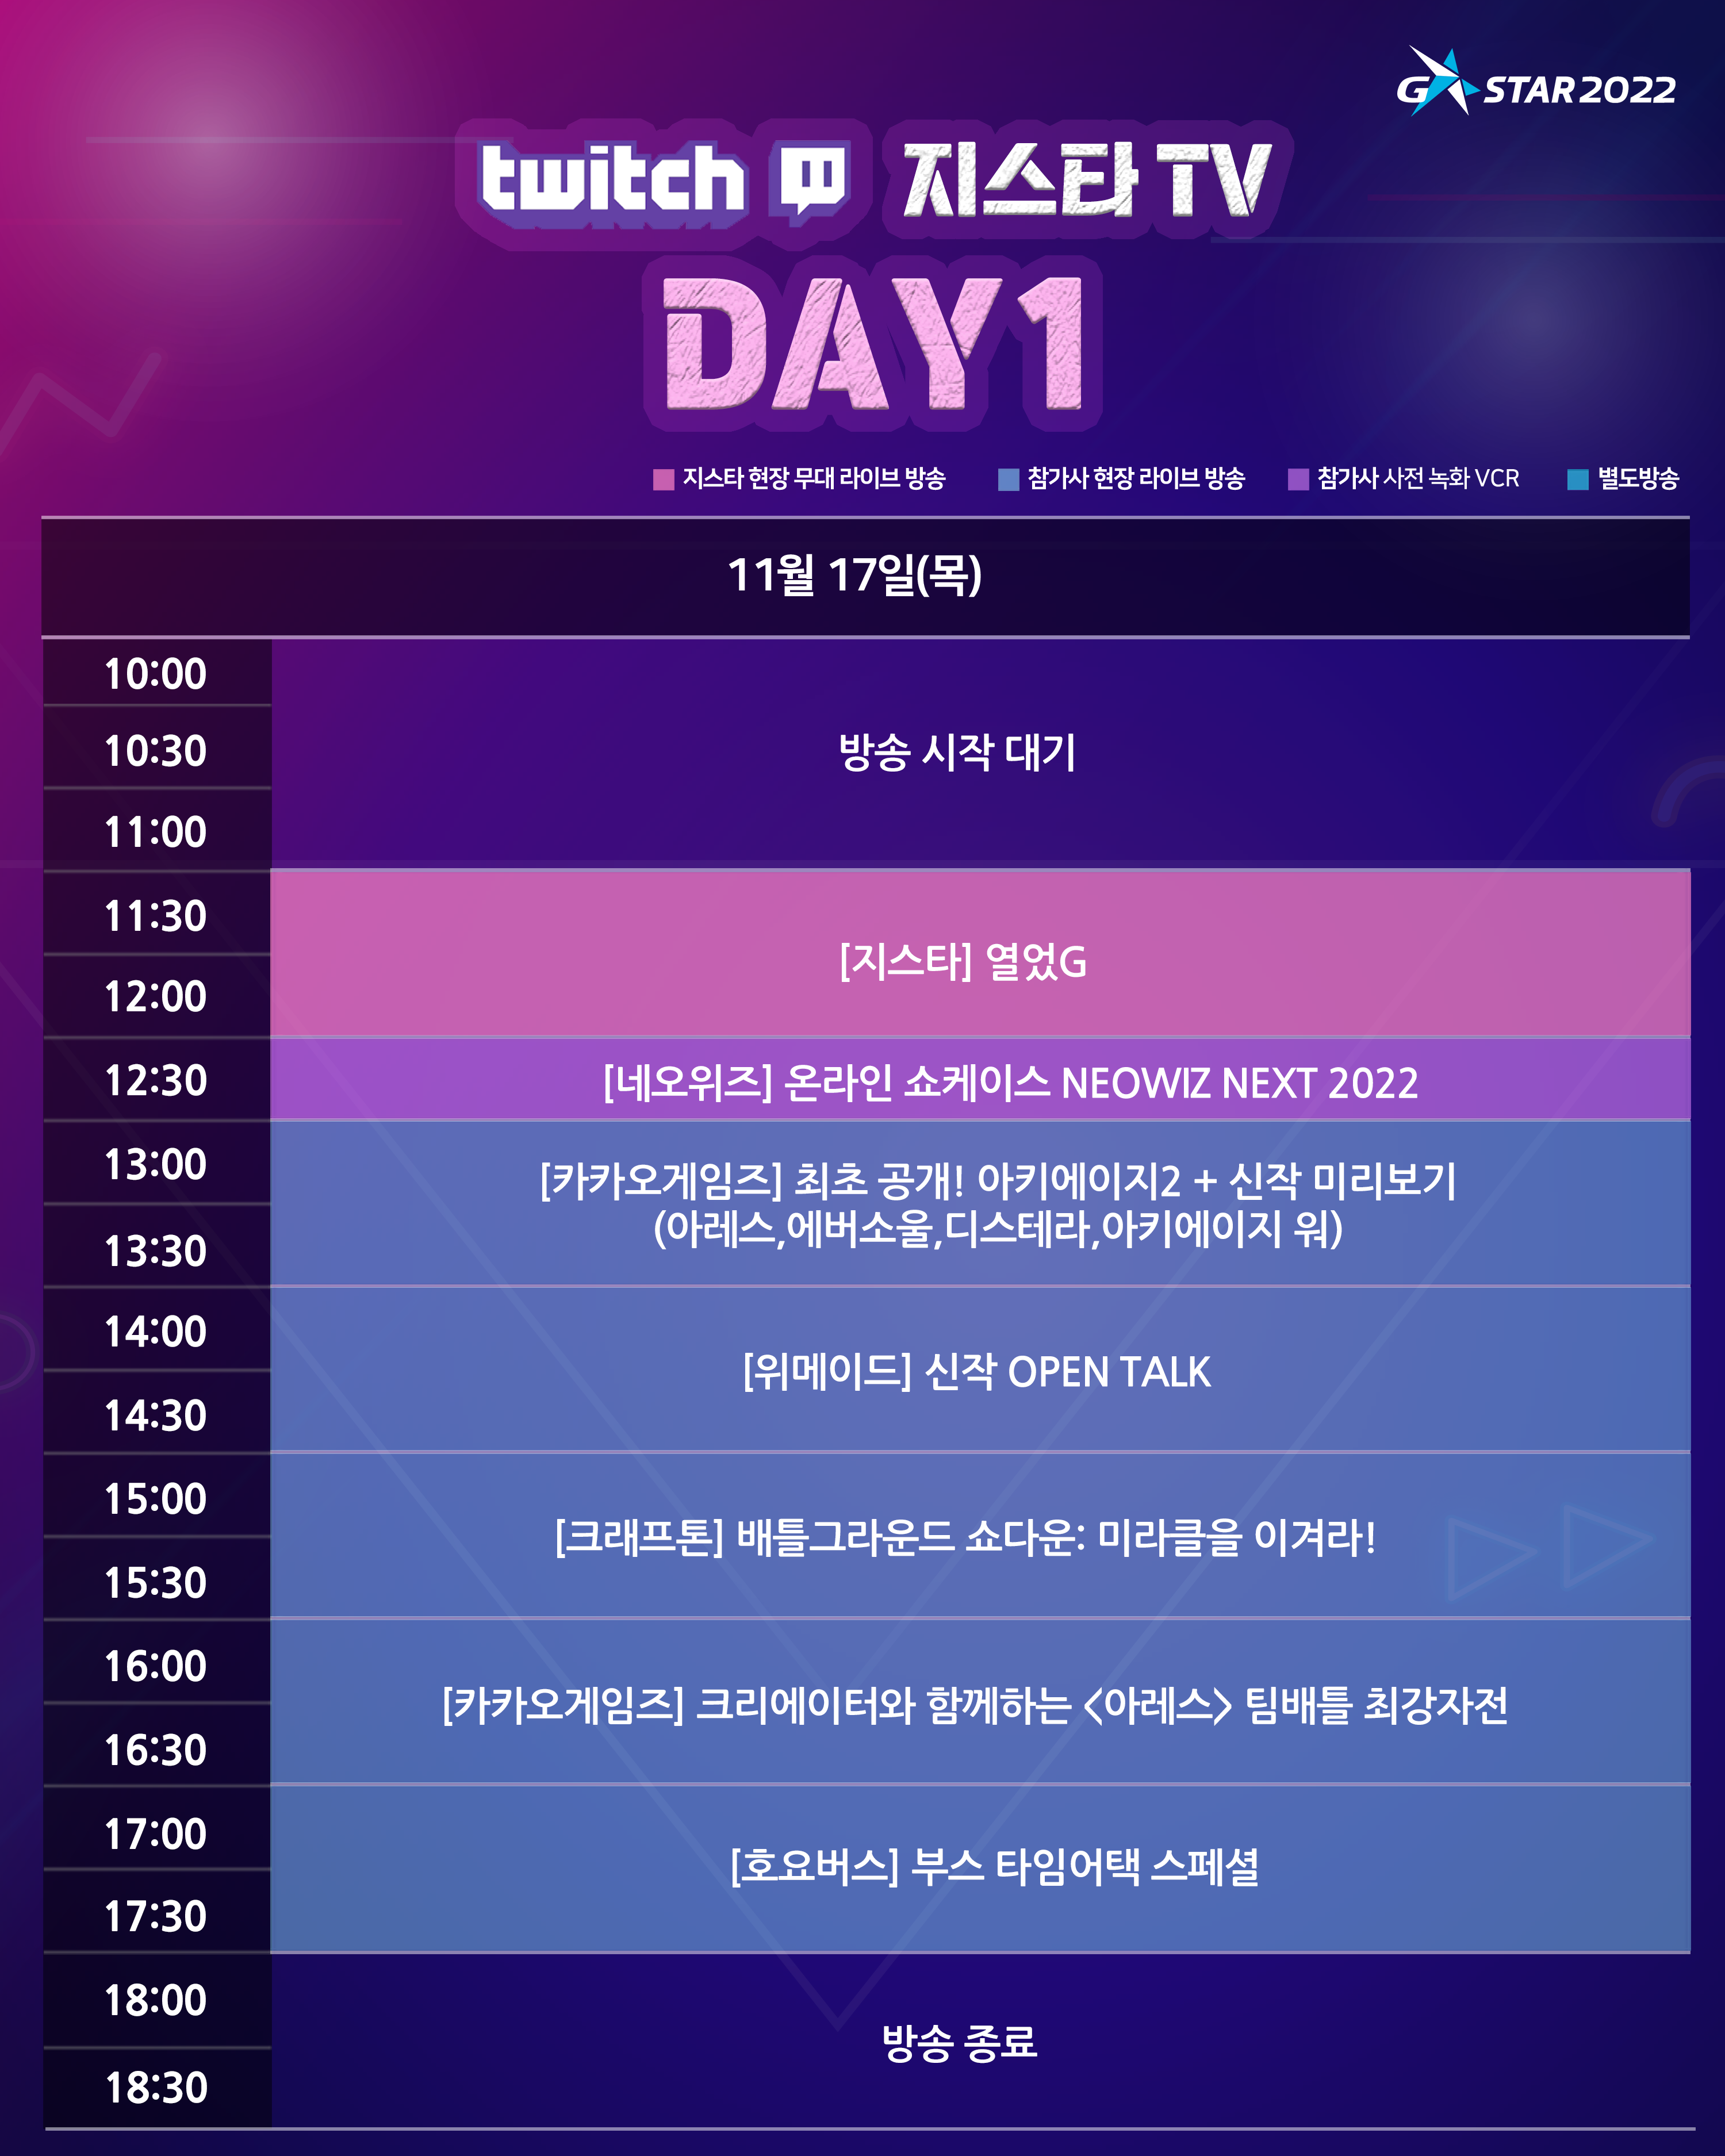 G STAR 2022
twitch 지스타 TV
DAY1
지스타 현장 무대 라이브 방송 참가사 현장 라이브 방송 참가사 사전 녹화 VCR 별도방송
11월 17일(목)
10:00
10:30 방송 시작 대기
11:00
11:30
[지스타] 열었G
12:00
12:30 [네오위즈] 온라인 쇼케이스 NEOWIZ NEXT 2022
13:00 [카카오게임즈] 최초 공개! 아키에이지2 + 신작 미리보기
13:30 (아레스,에버소울,디스테라,아키에이지 워)
14:00
[위메이드] 신작 OPEN TALK
14:30
15:00
[크래프톤] 배틀그라운드 쇼다운: 미라클을 이겨라!
15:30
16:00
[카카오게임즈] 크리에이터와 함께하는 <아레스> 팀배틀 최강자전
16:30
17:00
[호요버스] 부스 타임어택 스페셜
17:30
18:00
방송 종료
18:30